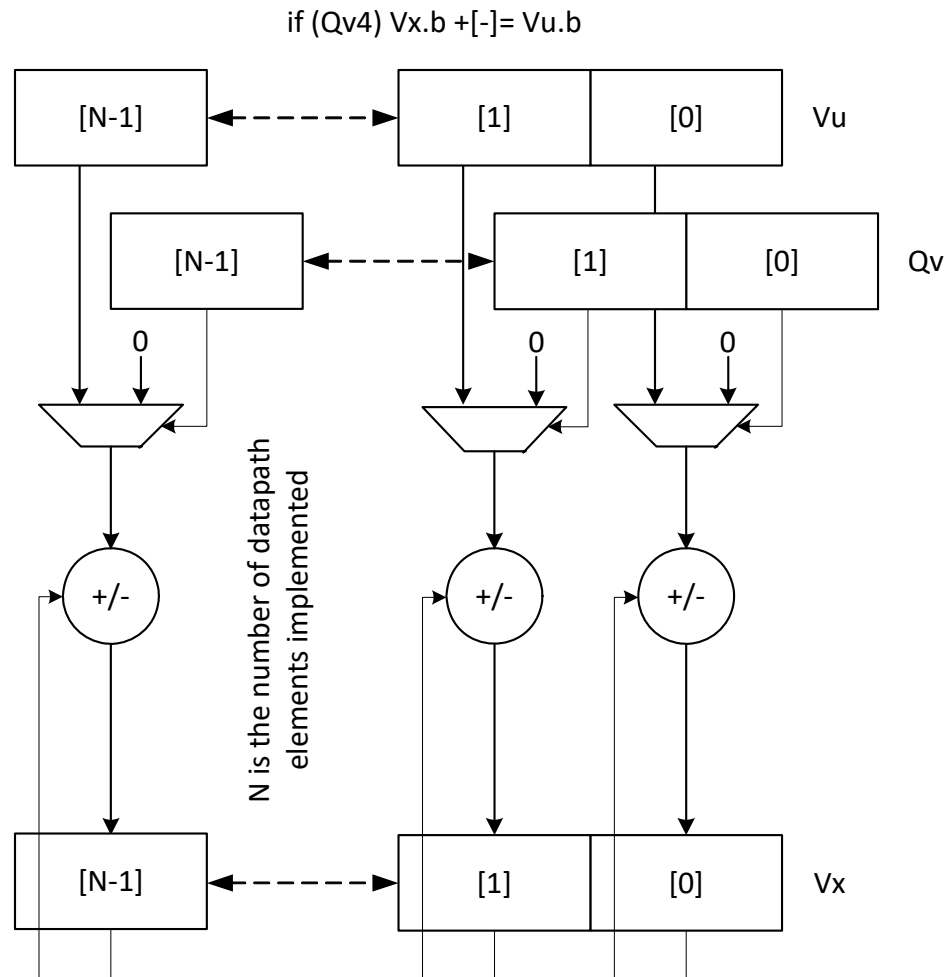 if (Qv4) Vx.b +[-]= Vu.b
[N-1]
[1]
[0]
Vu
[N-1]
[1]
[0]
Qv
0
0
0
N is the number of datapath
elements implemented
+/-
+/-
+/-
[N-1]
[1]
[0]
Vx